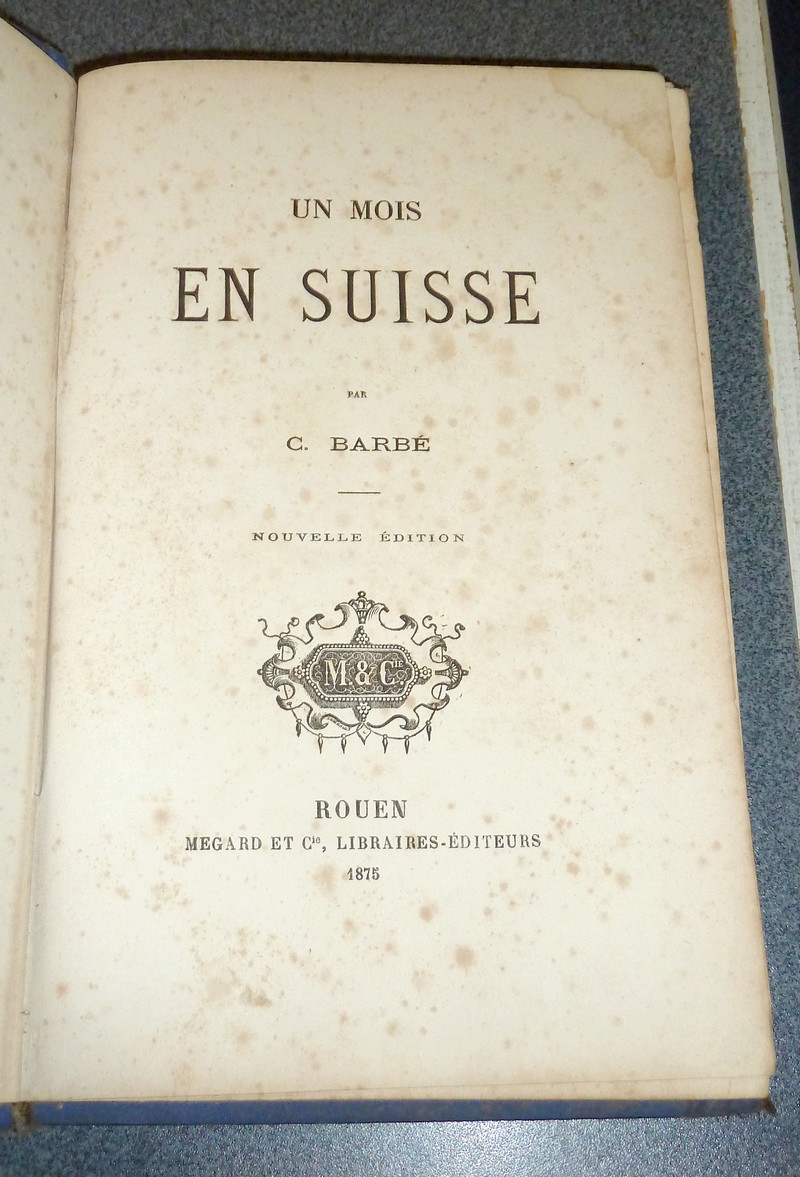 UN MOIS
EN SUISSE
PAR
C. BARBÉ
NOUVELLE ÉDITION
M. & Cie
ROUEN
MEGARD ET Cie, LIBRAIRES-ÉDITEURS
1875